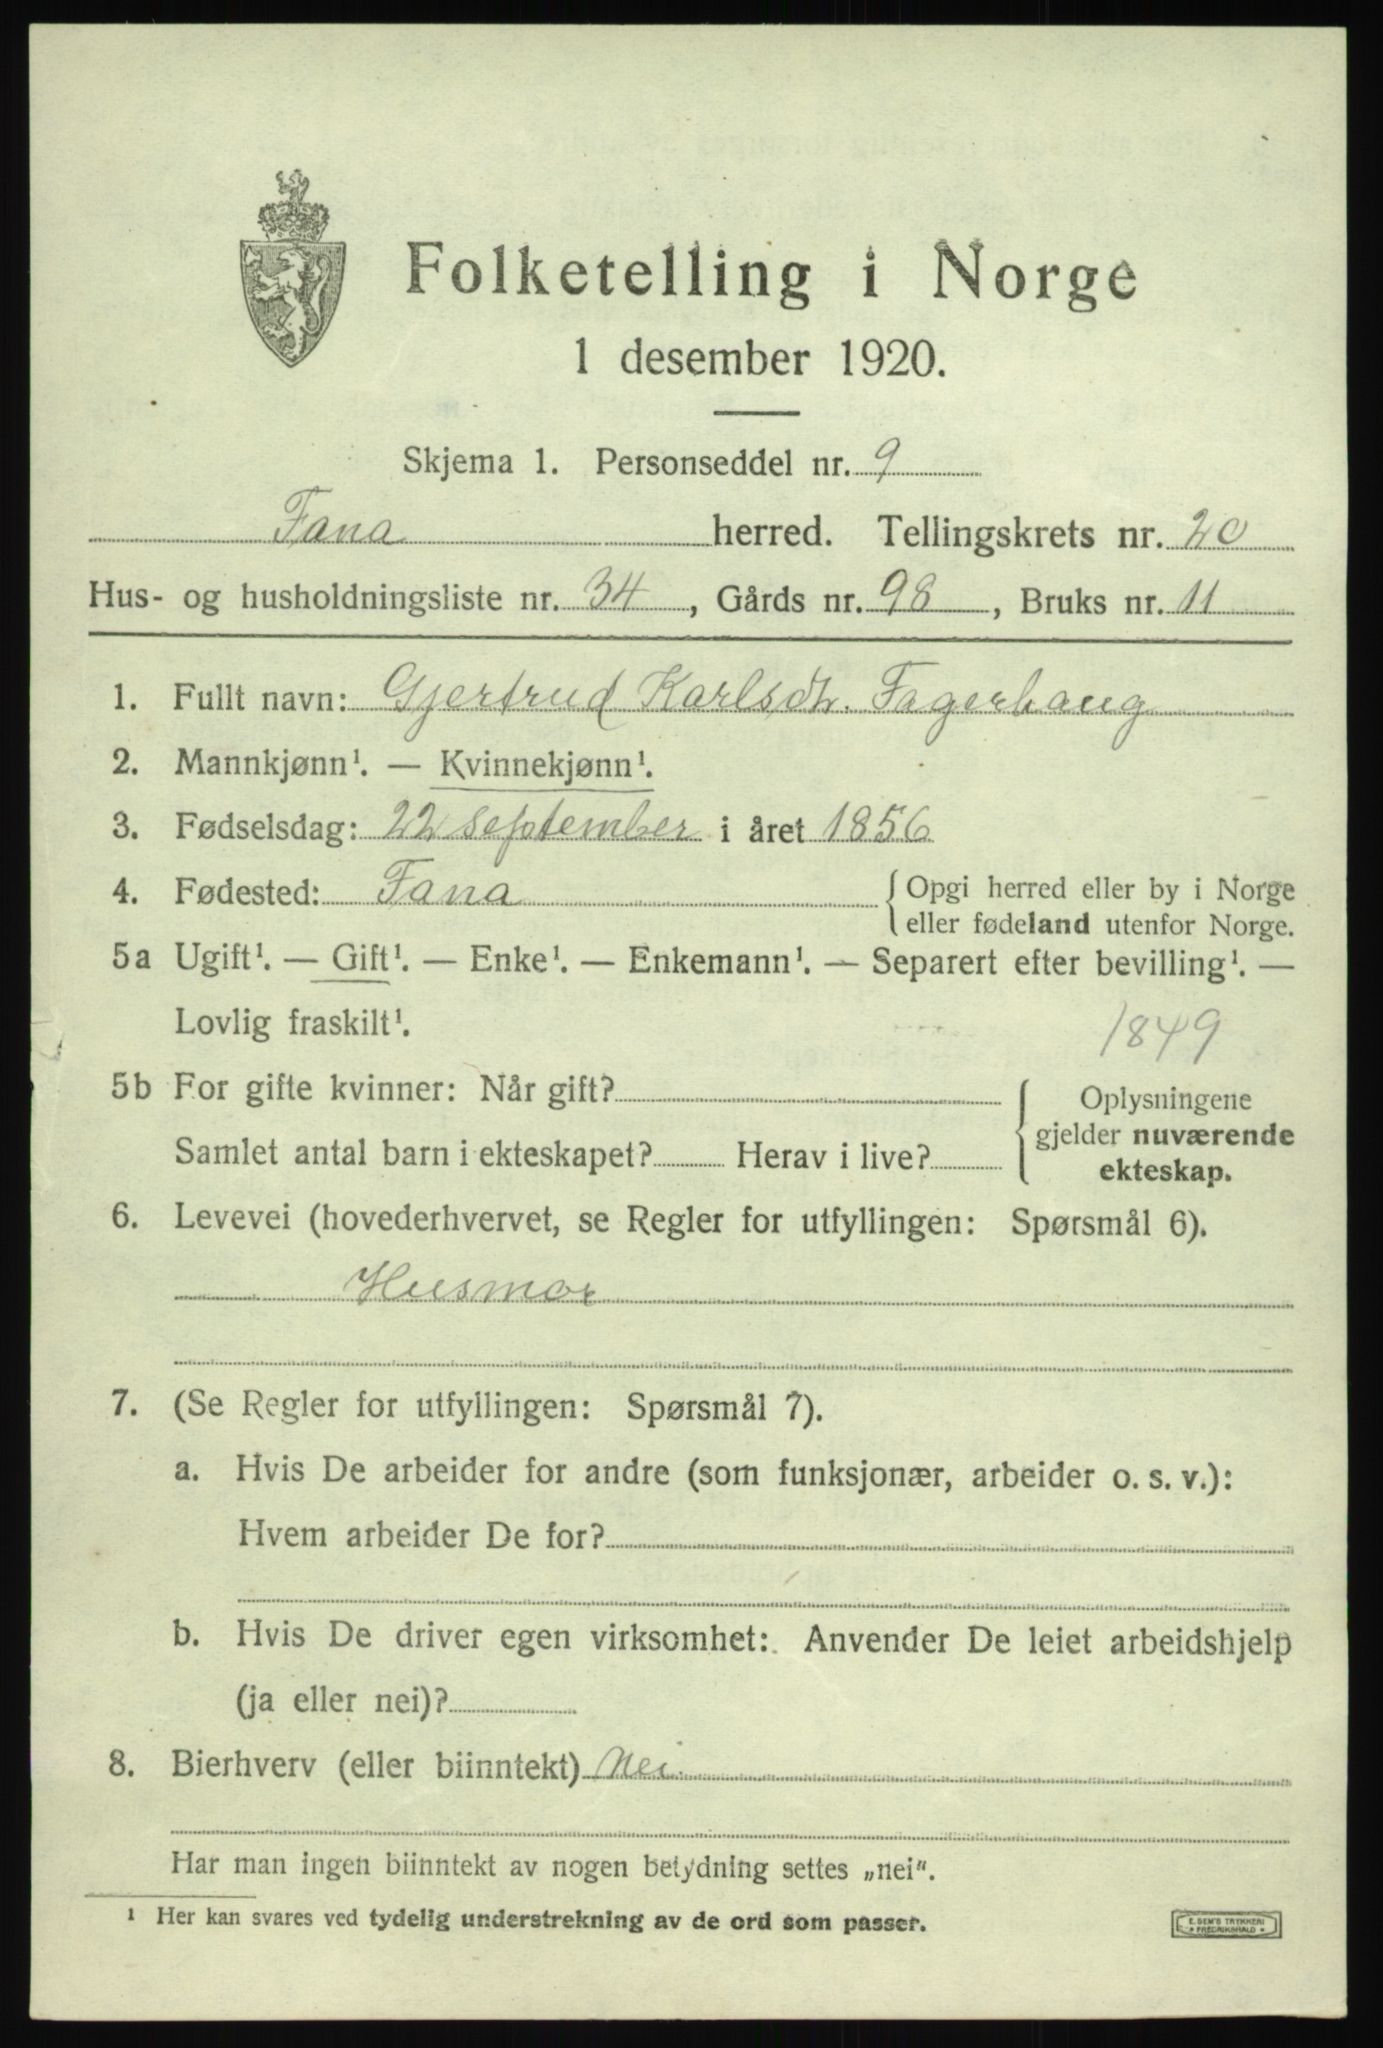 Folketelling i Norge
1 desember 1920.
Skjema 1. Personseddel nr. 9
Fana herred. Tellingskrets nr. 20
Hus- og husholdningsliste nr. 34, Gårds nr. 98, Bruks nr. 11
1. Fullt navn: Gjertrud Karlsdtr. Fagerhaug
2. Mannkjønn¹. — Kvinnekjønn¹.
3. Fødselsdag: 22 september i året 1856
4. Fødested: Fana { Opgi herred eller by i Norge
eller fødeland utenfor Norge.
5a Ugift¹. — Gift¹. — Enke¹. — Enkemann¹. — Separert efter bevilling¹. —
Lovlig fraskilt¹. 1849
5b For gifte kvinner: Når gift? { Oplysningene
gjelder nuværende
Samlet antal barn i ekteskapet? Herav i live?
ekteskap.
6. Levevei (hovederhvervet, se Regler for utfyllingen: Spørsmål 6).
Husmor
7. (Se Regler for utfyllingen: Spørsmål 7).
a. Hvis De arbeider for andre (som funksjonær, arbeider o. s. v.):
Hvem arbeider De for?
b. Hvis De driver egen virksomhet: Anvender De leiet arbeidshjelp
(ja eller nei)?
8. Bierhverv (eller biinntekt) Nei.
Har man ingen biinntekt av nogen betydning settes „nei".
¹ Her kan svares ved tydelig understrekning av de ord som passer.
E. SEM'S TRYKKERI
FREDRIKSHALD